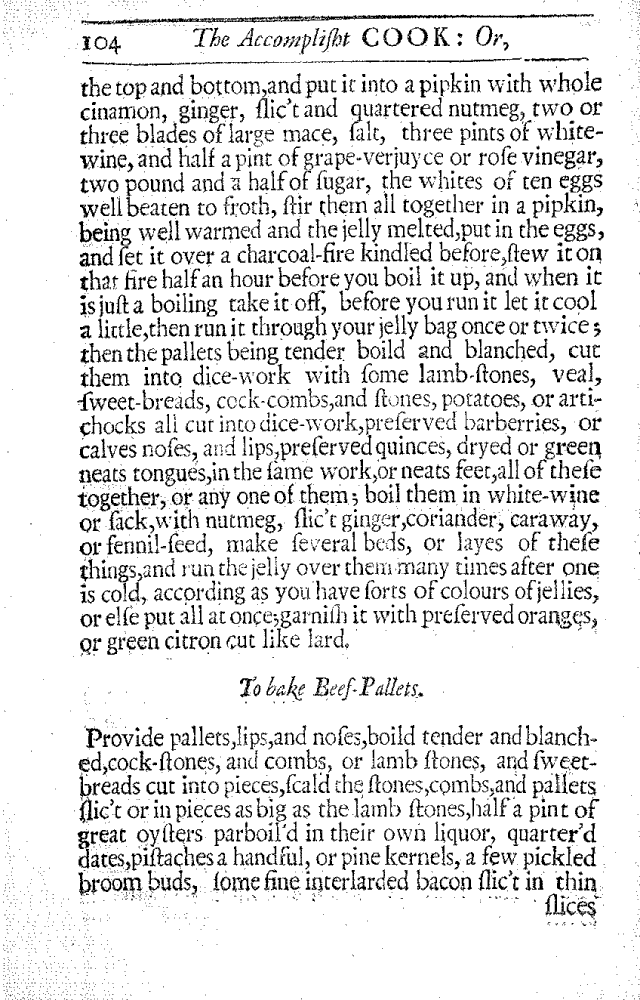 104 The Accompliſht COOK: Or,
the top and bottom,and put it into a pipkin with whole
cinamon, ginger, ſlic't and quartered nutmeg, two or
three blades of large mace, ſalt, three pints of white-
wine, and half a pint of grape-verjuyce or roſe vinegar,
two pound and a half of ſugar, the whites of ten eggs
well beaten to froth, ſtir them all together in a pipkin,
being well warmed and the jelly melted,put in the eggs,
and ſet it over a charcoal-fire kindled before,ſtew it on
that fire half an hour before you boil it up, and when it
is juſt a boiling take it off, before you run it let it cool
a little,then run it through your jelly bag once or twice;
then the pallets being tender boild and blanched, cut
them into dice-work with ſome lamb-ſtones, veal,
ſweet-breads, cock-combs,and ſtones, potatoes, or arti-
chocks all cut into dice-work,preſerved barberries, or
calves noſes, and lips,preſerved quinces, dryed or green
neats tongues,in the ſame work,or neats feet,all of theſe
together, or any one of them; boil them in white-wine
or ſack,with nutmeg, ſlic't ginger,coriander, caraway,
or fennil-ſeed, make ſeveral beds, or layes of theſe
things,and run the jelly over them many times after one
is cold, according as you have ſorts of colours of jellies,
or elſe put all at once;garniſh it with preſerved oranges,
or green citron cut like lard.
To bake Beef-Pallets.
Provide pallets,lips,and noſes,boild tender and blanch-
ed,cock-ſtones, and combs, or lamb ſtones, and ſweet-
breads cut into pieces,ſcald the ſtones,combs,and pallets
ſlic't or in pieces as big as the lamb ſtones,half a pint of
great oyſters parboil'd in their own liquor, quarter'd
dates,piſtaches a handful, or pine kernels, a few pickled
broom buds, ſome fine interlarded bacon ſlic't in thin
ſlices